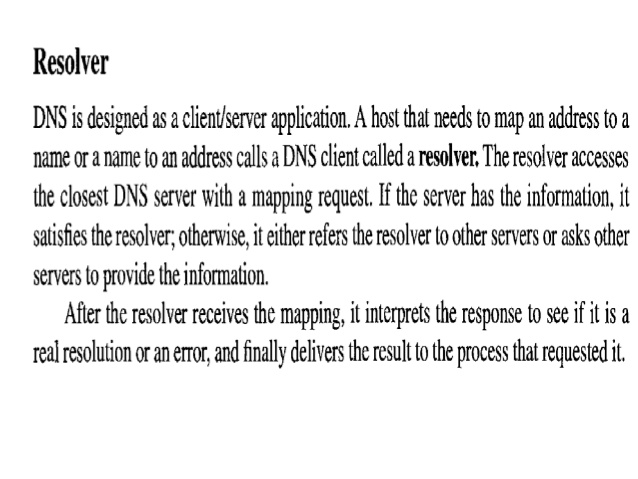 Resolver
DNS is designed as a client/server application. A host that needs to map an address to a
name or a name to an address calls a DNS client called a resolver. The resolver accesses
the closest DNS server with a mapping request. If the server has the information, it
satisfies the resolver; otherwise, it either refers the resolver to other servers or asks other
servers to provide the information.
After the resolver receives the mapping, it interprets the response to see if it is a
real resolution or an error, and finally delivers the result to the process that requested it.